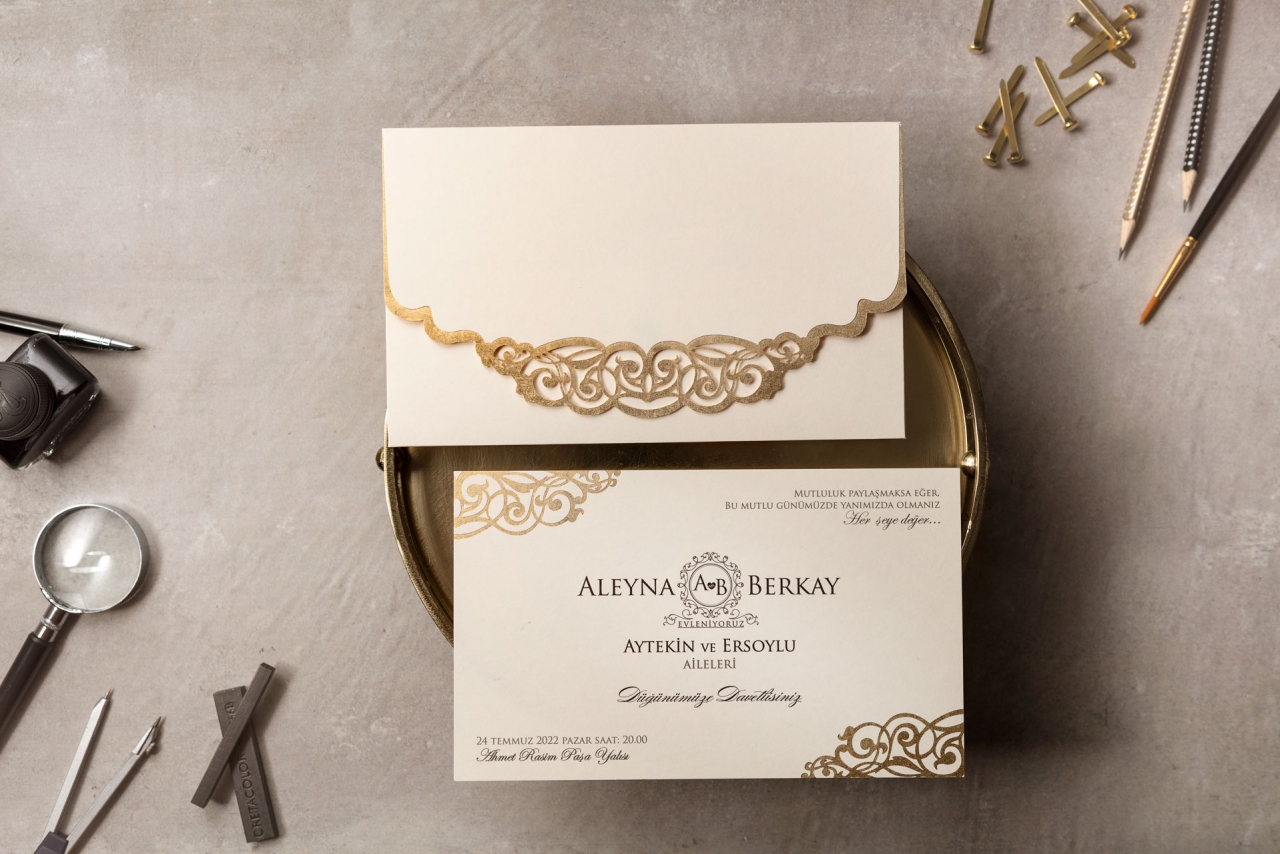 MUTLULUK PAYLAŞMAKSA EĞER,
BU MUTLU GÜNÜMÜZDE YANIMIZDA OLMANIZ
Her şeye değer...
ALEYNA A♥B BERKAY
EVLENİYORUZ
AYTEKİN VE ERSOYLU
AİLELERİ
Düğünümüze Davetlisiniz
24 TEMMUZ 2022 PAZAR SAAT: 20.00
Ahmet Rasim Paşa Yalısı
CRETACOLOR